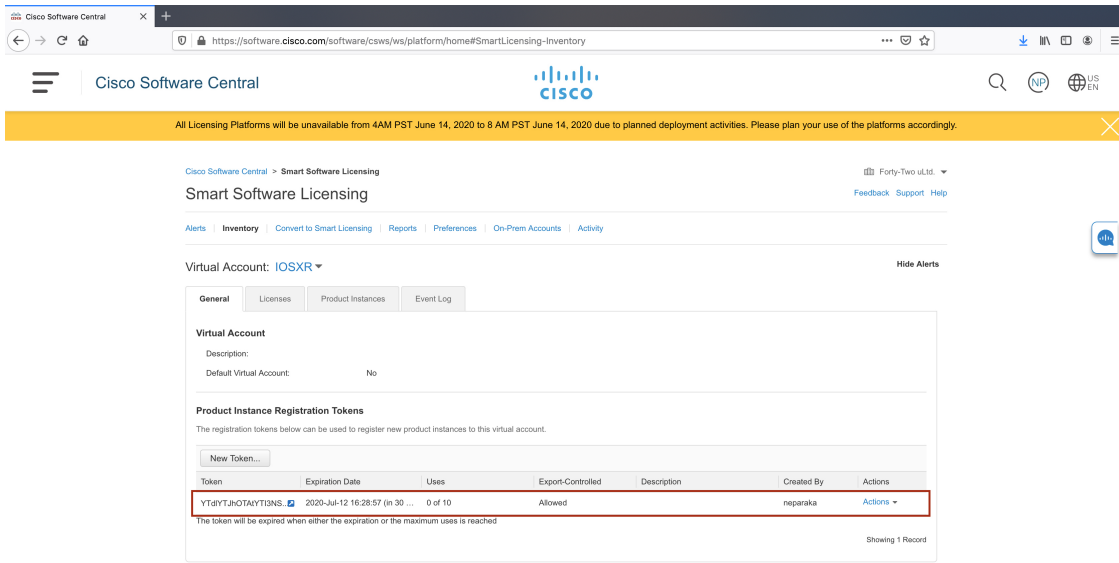 Cisco Software Central
https://software.cisco.com/software/csws/ws/platform/home#SmartLicensing-Inventory
Cisco Software Central
CISCO
NP
US
EN
All Licensing Platforms will be unavailable from 4AM PST June 14, 2020 to 8 AM PST June 14, 2020 due to planned deployment activities. Please plan your use of the platforms accordingly.
Cisco Software Central > Smart Software Licensing
Forty-Two uLtd.
Smart Software Licensing
Feedback Support Help
Alerts Inventory Convert to Smart Licensing Reports Preferences On-Prem Accounts Activity
Virtual Account: IOSXR
Hide Alerts
General Licenses Product Instances Event Log
Virtual Account
Description:
Default Virtual Account: No
Product Instance Registration Tokens
The registration tokens below can be used to register new product instances to this virtual account.
New Token...
Token Expiration Date Uses Export-Controlled Description Created By Actions
2020-Jul-12 16:28:57 (in 30 ... 0 of 10 Allowed neparaka Actions
The token will be expired when either the expiration or the maximum uses is reached
Showing 1 Record